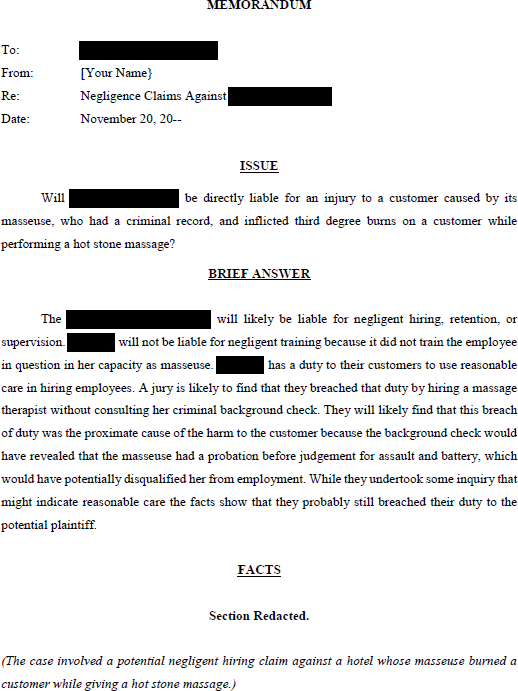 MEMORANDUM
To:
From: [Your Name}
Re: Negligence Claims Against
Date: November 20, 20--
ISSUE
Will be directly liable for an injury to a customer caused by its
masseuse, who had a criminal record, and inflicted third degree burns on a customer while
performing a hot stone massage?
BRIEF ANSWER
The will likely be liable for negligent hiring, retention, or
supervision. will not be liable for negligent training because it did not train the employee
in question in her capacity as masseuse. has a duty to their customers to use reasonable
care in hiring employees. A jury is likely to find that they breached that duty by hiring a massage
therapist without consulting her criminal background check. They will likely find that this breach
of duty was the proximate cause of the harm to the customer because the background check would
have revealed that the masseuse had a probation before judgement for assault and battery, which
would have potentially disqualified her from employment. While they undertook some inquiry that
might indicate reasonable care the facts show that they probably still breached their duty to the
potential plaintiff.
FACTS
Section Redacted.
(The case involved a potential negligent hiring claim against a hotel whose masseuse burned a
customer while giving a hot stone massage.)